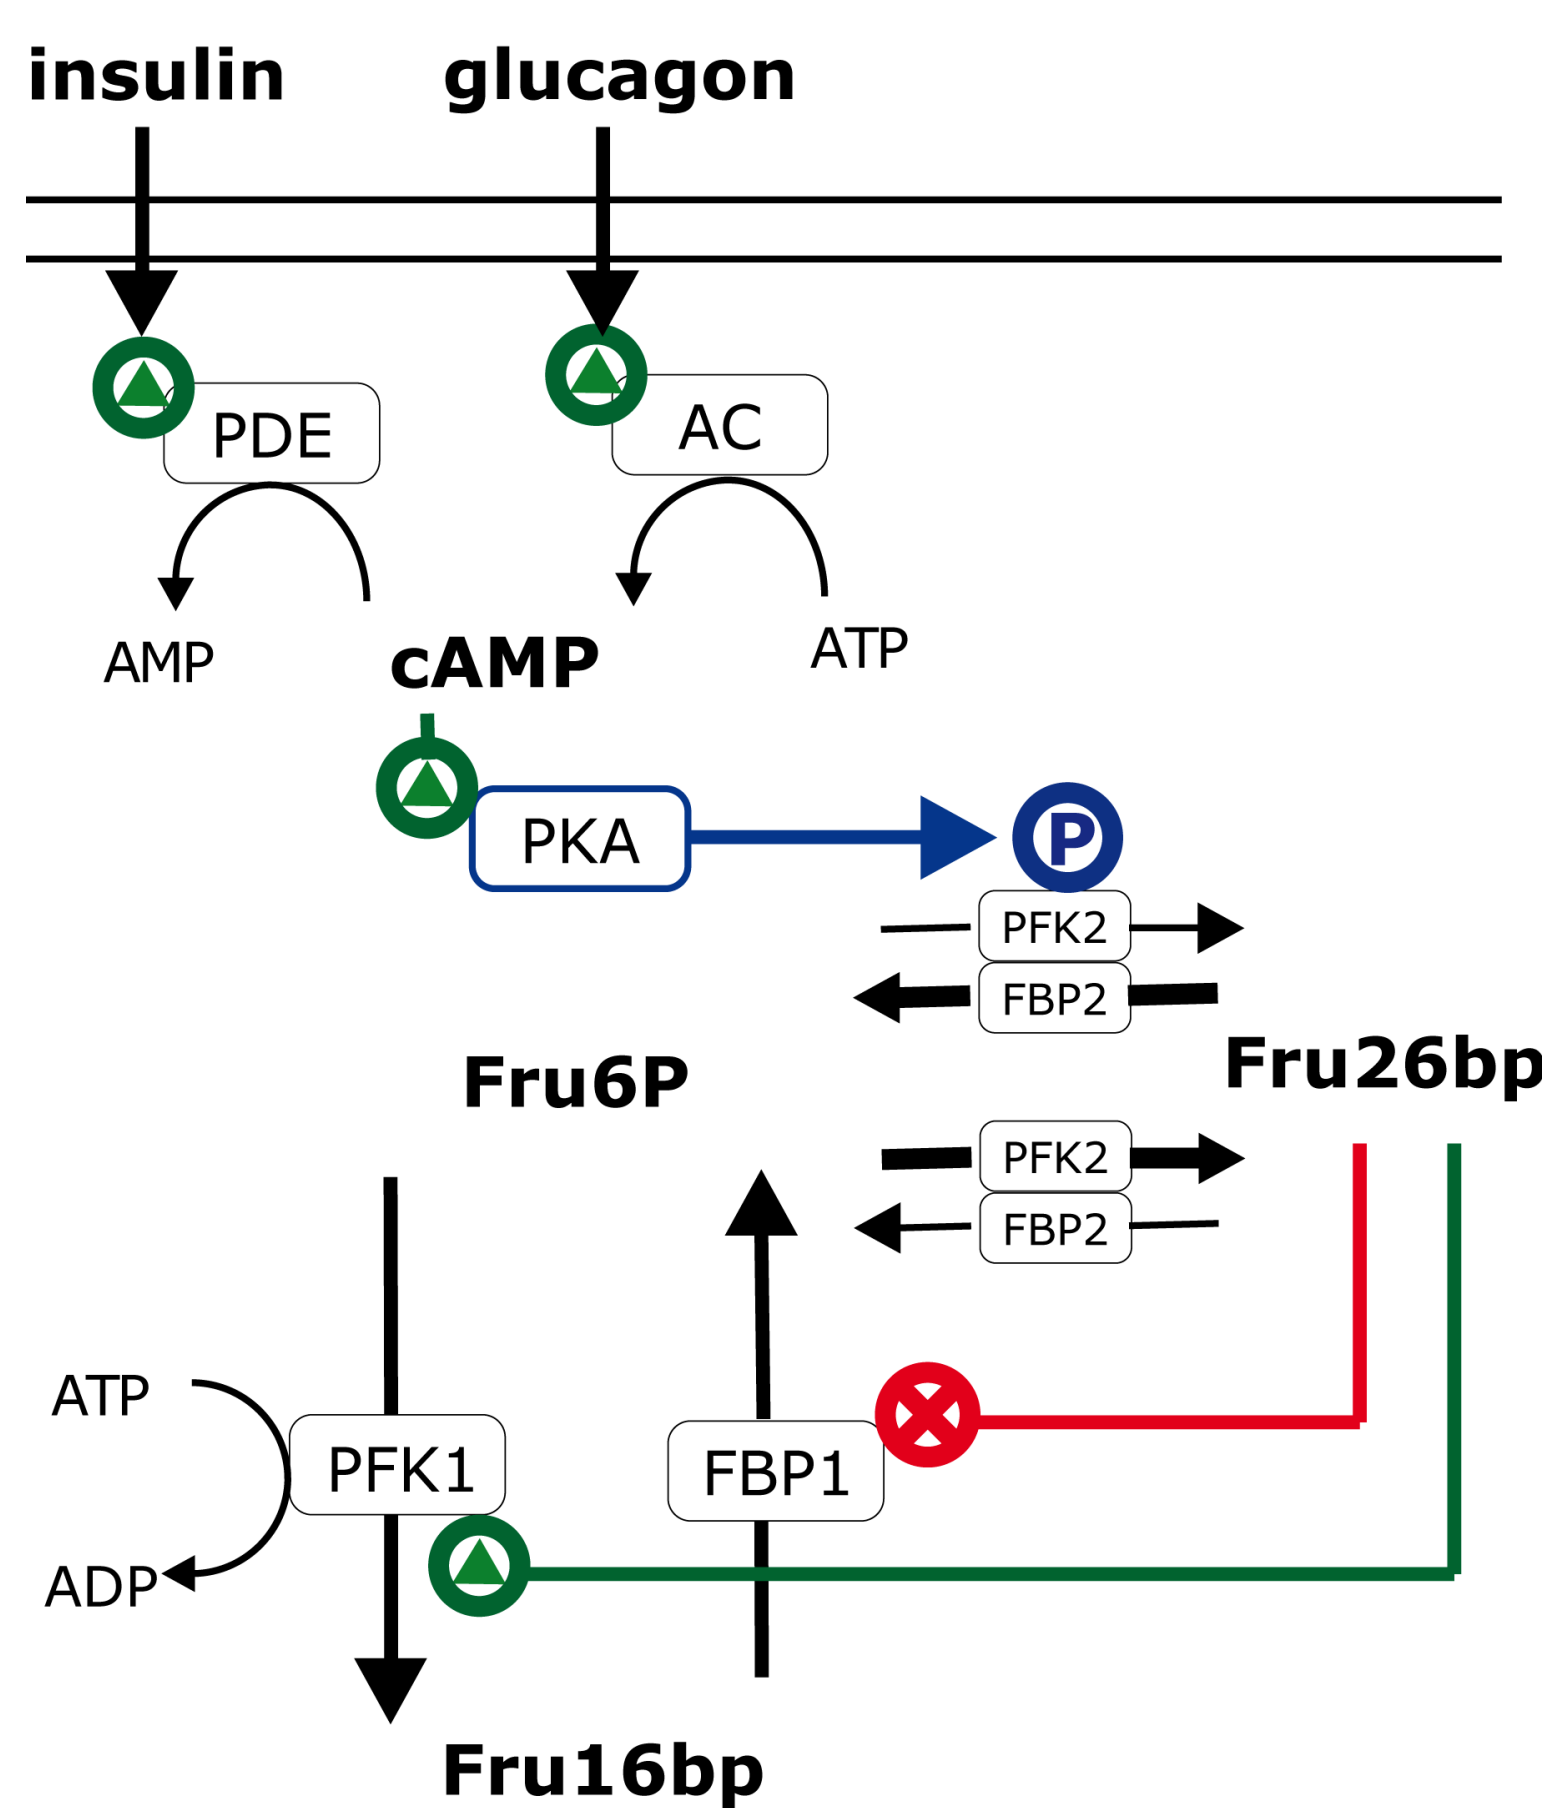 insulin
glucagon
PDE
AC
AMP
cAMP
ATP
PKA
P
PFK2
FBP2
Fru6P
Fru26bp
PFK2
FBP2
ATP
PFK1
FBP1
ADP
Fru16bp